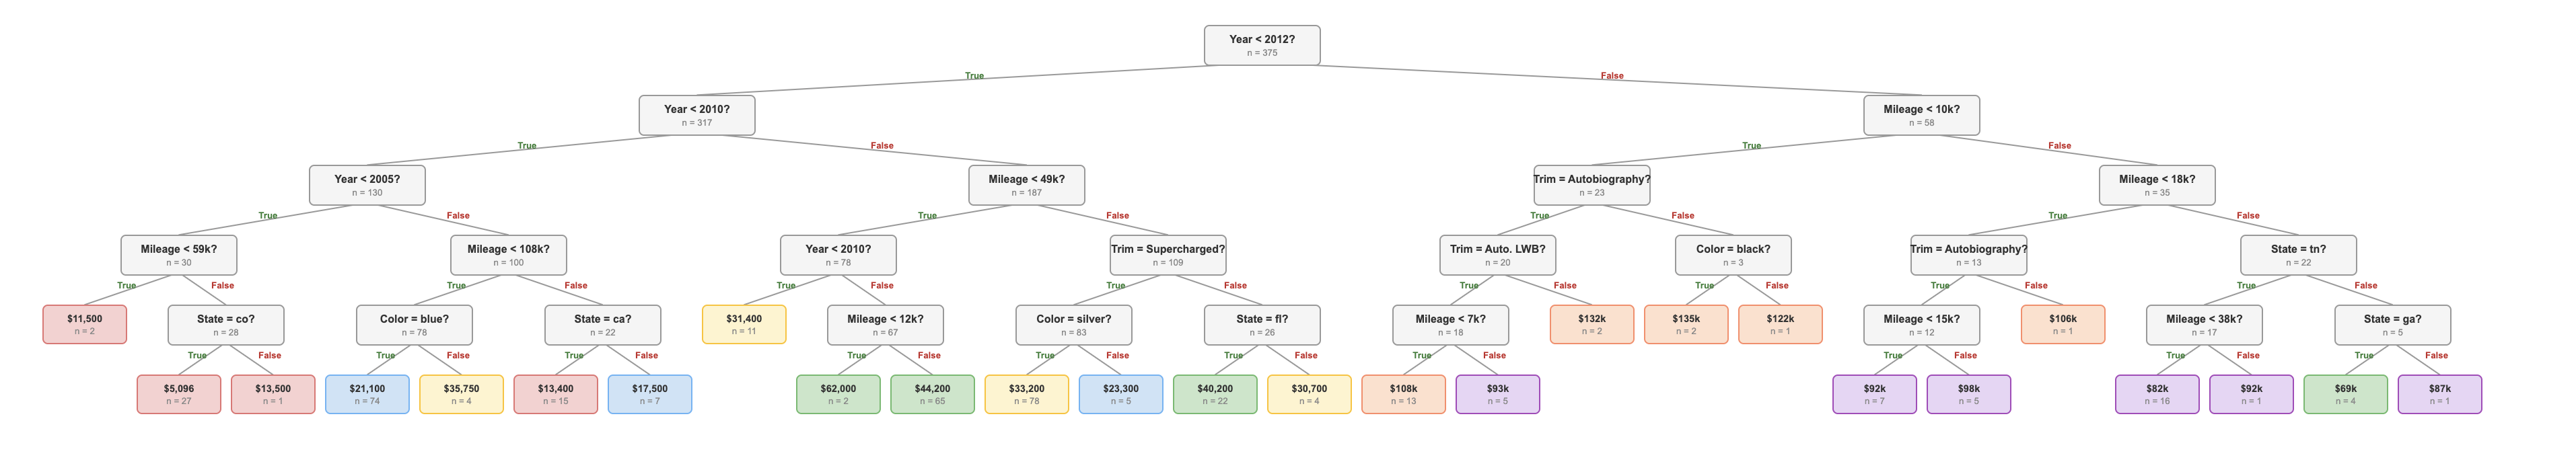 Year < 2012?
n = 375
True
False
Year < 2010?
n = 317
Mileage < 10k?
n = 58
True
False
True
False
Year < 2005?
n = 130
Mileage < 49k?
n = 187
Trim = Autobiography?
n = 23
Mileage < 18k?
n = 35
True
False
True
False
True
False
True
False
Mileage < 59k?
n = 30
Mileage < 108k?
n = 100
Year < 2010?
n = 78
Trim = Supercharged?
n = 109
Trim = Auto. LWB?
n = 20
Color = black?
n = 3
Trim = Autobiography?
n = 13
State = tn?
n = 22
True
False
True
False
True
False
True
False
True
False
True
False
True
False
True
False
$11,500
n = 2
State = co?
n = 28
Color = blue?
n = 78
State = ca?
n = 22
$31,400
n = 11
Mileage < 12k?
n = 67
Color = silver?
n = 83
State = fl?
n = 26
Mileage < 7k?
n = 18
$132k
n = 2
$135k
n = 2
$122k
n = 1
Mileage < 15k?
n = 12
$106k
n = 1
Mileage < 38k?
n = 17
State = ga?
n = 5
True
False
True
False
True
False
True
False
True
False
True
False
True
False
True
False
True
False
True
False
$5,096
n = 27
$13,500
n = 1
$21,100
n = 74
$35,750
n = 4
$13,400
n = 15
$17,500
n = 7
$62,000
n = 2
$44,200
n = 65
$33,200
n = 78
$23,300
n = 5
$40,200
n = 22
$30,700
n = 4
$108k
n = 13
$93k
n = 5
$92k
n = 7
$98k
n = 5
$82k
n = 16
$92k
n = 1
$69k
n = 4
$87k
n = 1